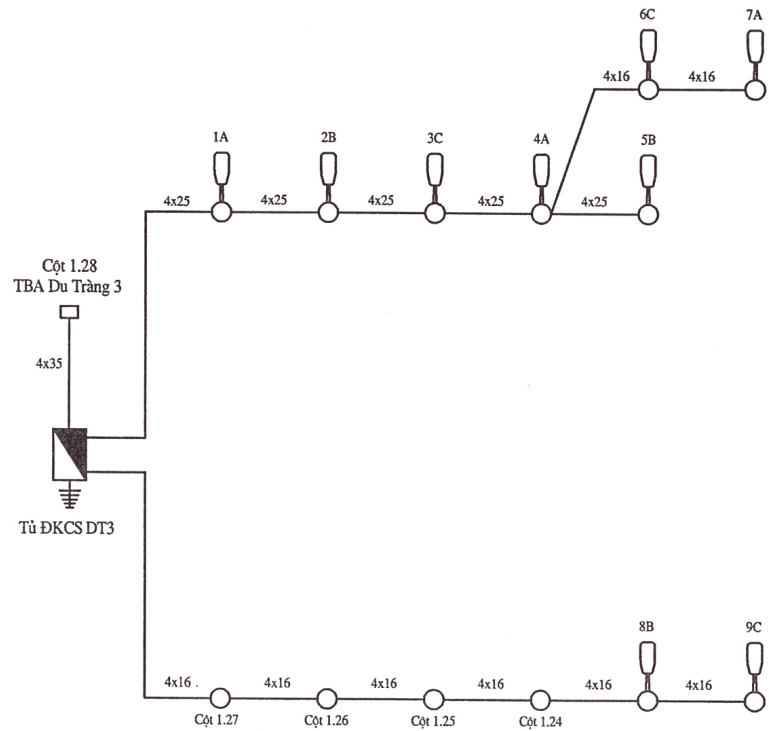 6C 7A
4x16 4x16
1A 2B 3C 4A 5B
4x25 4x25 4x25 4x25 4x25
Cột 1.28
TBA Du Tràng 3
4x35
Tủ ĐKCS DT3
8B 9C
4x16 . 4x16 4x16 4x16 4x16 4x16
Cột 1.27 Cột 1.26 Cột 1.25 Cột 1.24